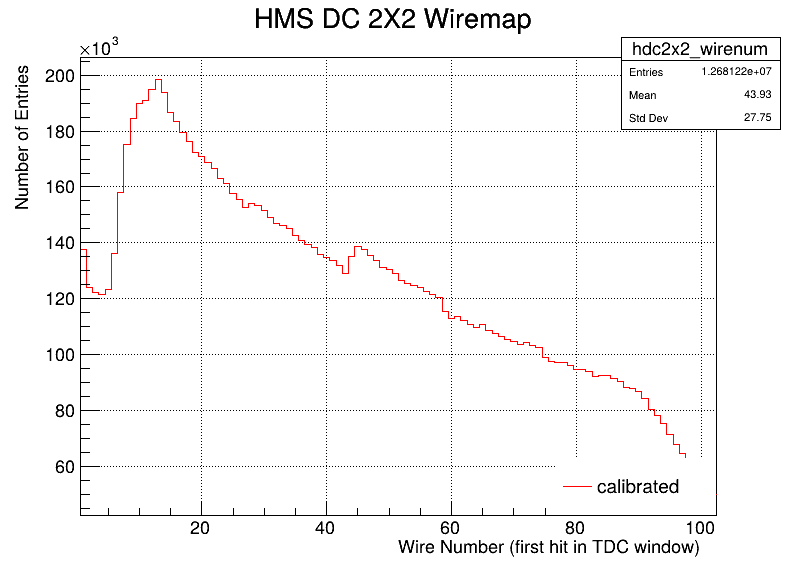 HMS DC 2X2 Wiremap
×10³
hdc2x2_wirenum
Entries 1.268122e+07
Mean 43.93
Std Dev 27.75
Number of Entries
200
180
160
140
120
100
80
60
calibrated
20 40 60 80 100
Wire Number (first hit in TDC window)